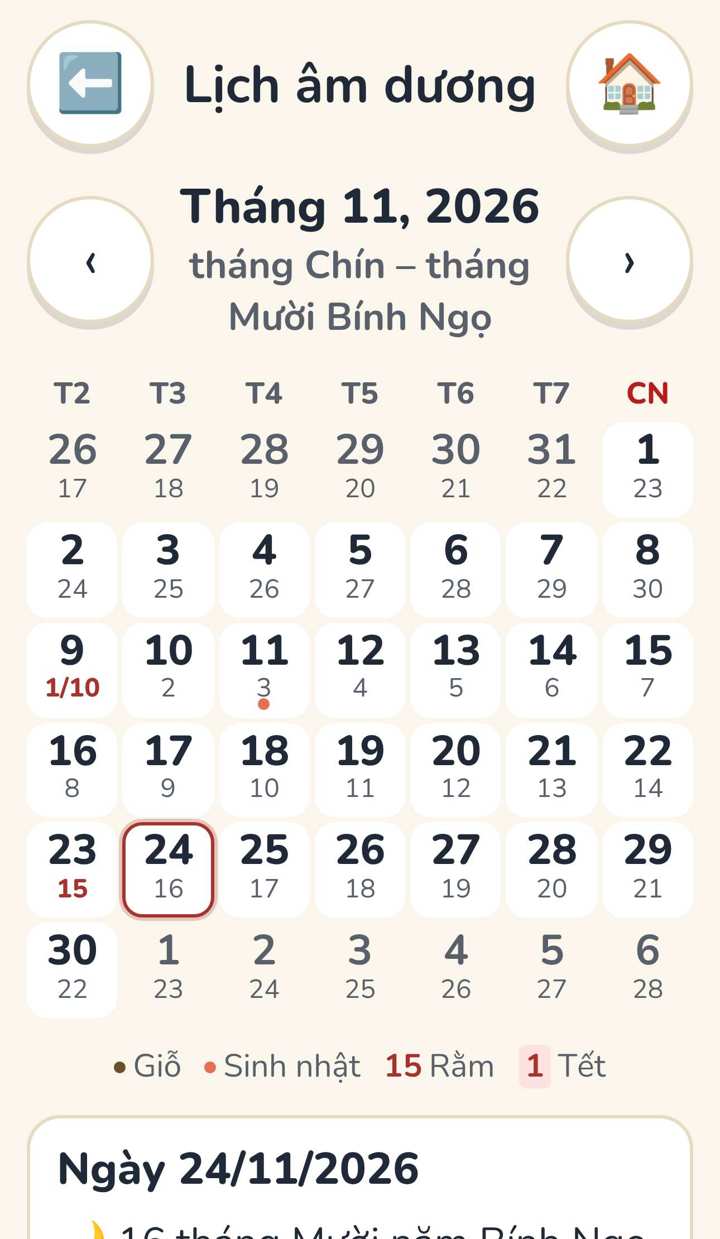 Lịch âm dương
Tháng 11, 2026
tháng Chín – tháng
Mười Bính Ngọ
‹ ›
T2 T3 T4 T5 T6 T7 CN
26 27 28 29 30 31 1
17 18 19 20 21 22 23
2 3 4 5 6 7 8
24 25 26 27 28 29 30
9 10 11 12 13 14 15
1/10 2 3 4 5 6 7
16 17 18 19 20 21 22
8 9 10 11 12 13 14
23 24 25 26 27 28 29
15 16 17 18 19 20 21
30 1 2 3 4 5 6
22 23 24 25 26 27 28
Giỗ Sinh nhật 15 Rằm 1 Tết
Ngày 24/11/2026
16 tháng Mười năm Bính Ngọ